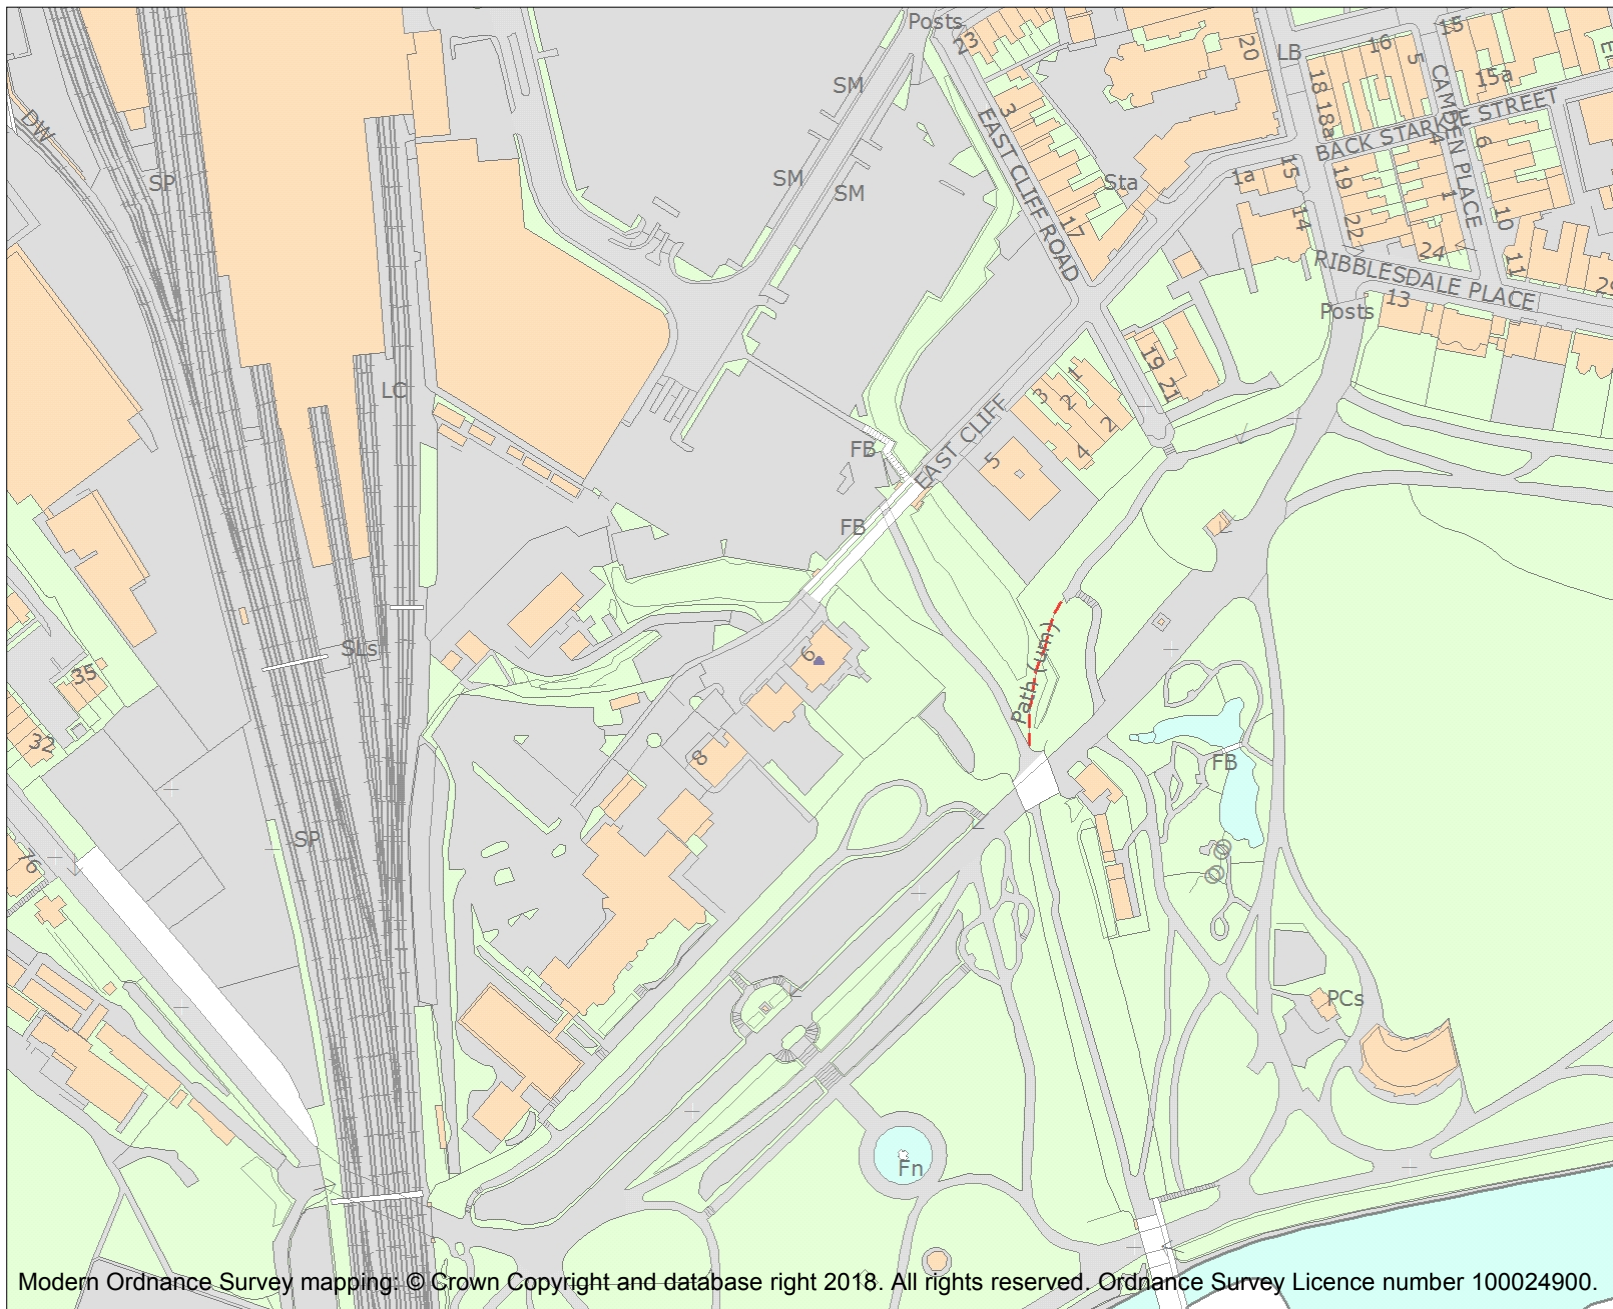 Posts
23
20
LB
16
5
15
CAMDEN PLACE
15a
SM
3
18
18a
BACK STARKIE STREET
DW
EAST CLIFF ROAD
4
6
SP
SM
SM
Sta
1a
15
19
1
17
14
22
10
24
11
RIBBLESDALE PLACE
29
Posts
13
19
21
1
2
3
2
4
LC
EAST CLIFF
5
FB
FB
SLs
6
Path (um)
35
32
8
FB
SP
76
PCs
Fn
Modern Ordnance Survey mapping: © Crown Copyright and database right 2018. All rights reserved. Ordnance Survey Licence number 100024900.